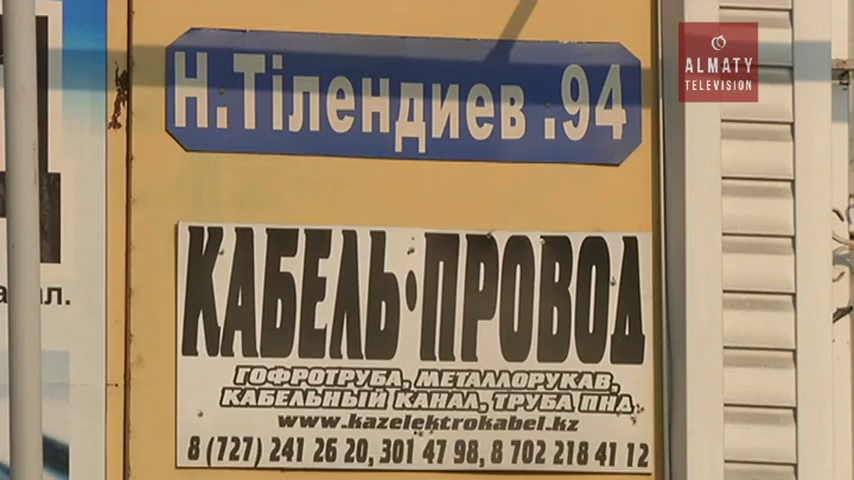 ALMATY
TELEVISION
Н.Тілендиев .94
КАБЕЛЬ•ПРОВОД
ГОФРОТРУБА, МЕТАЛЛОРУКАВ,
КАБЕЛЬНЫЙ КАНАЛ, ТРУБА ПНД
www.kazelektrokabel.kz
8 (727) 241 26 20, 301 47 98, 8 702 218 41 12